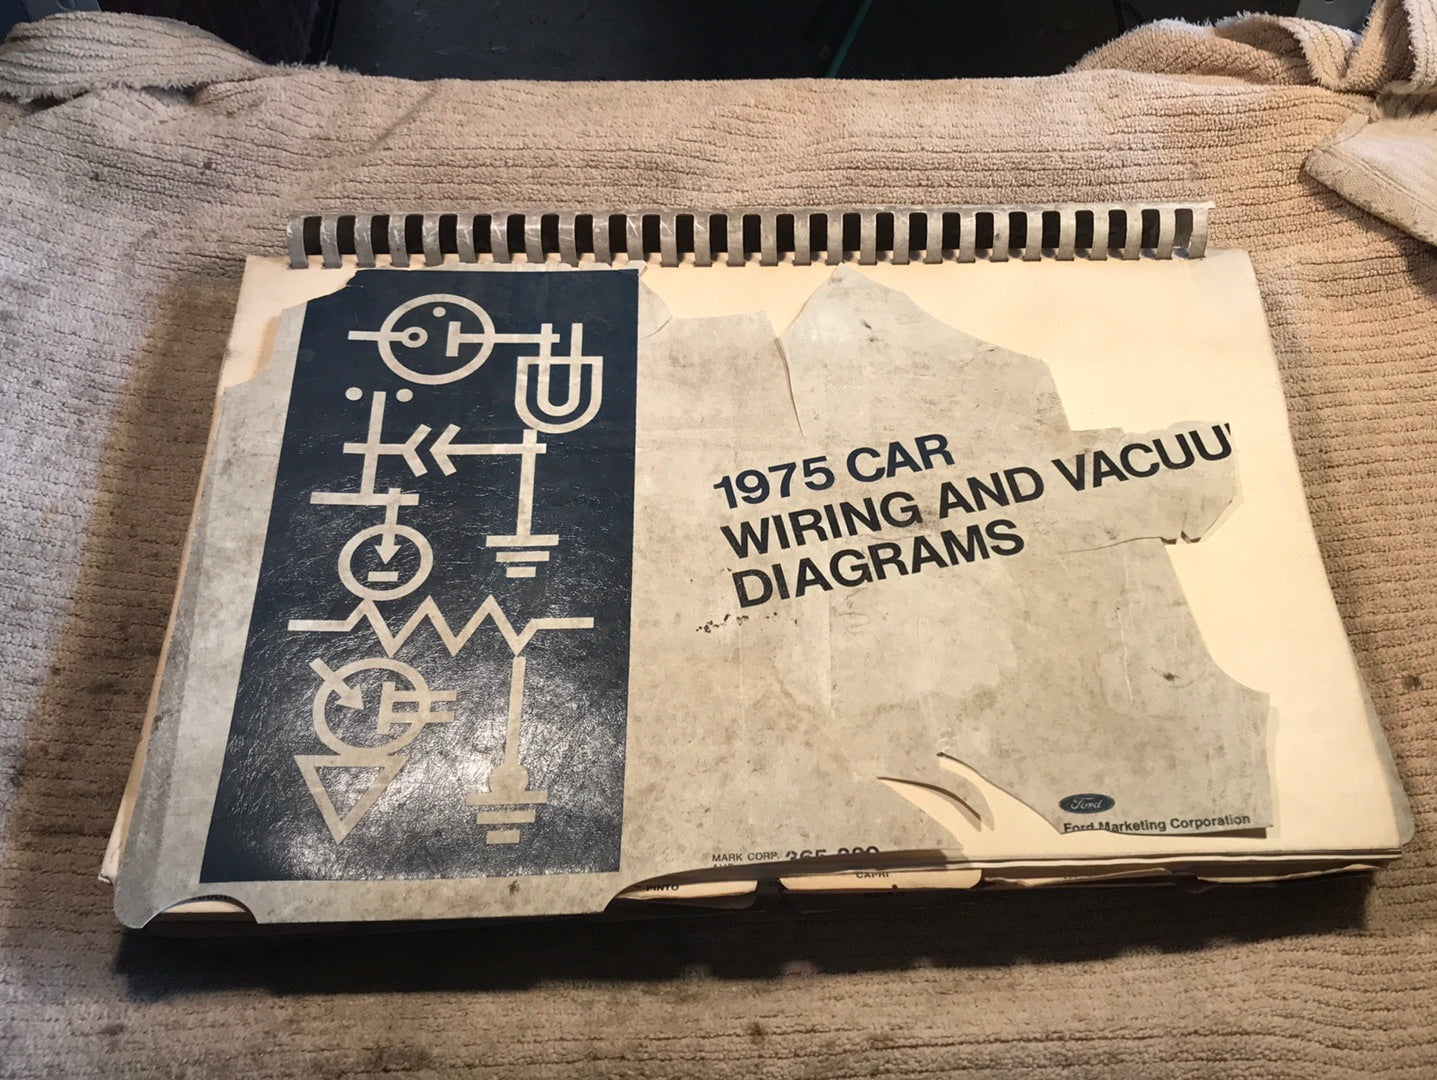 1975 CAR
WIRING AND VACUU
DIAGRAMS
Ford
Ford Marketing Corporation
MARK CORP.
PINTO
CAPRI